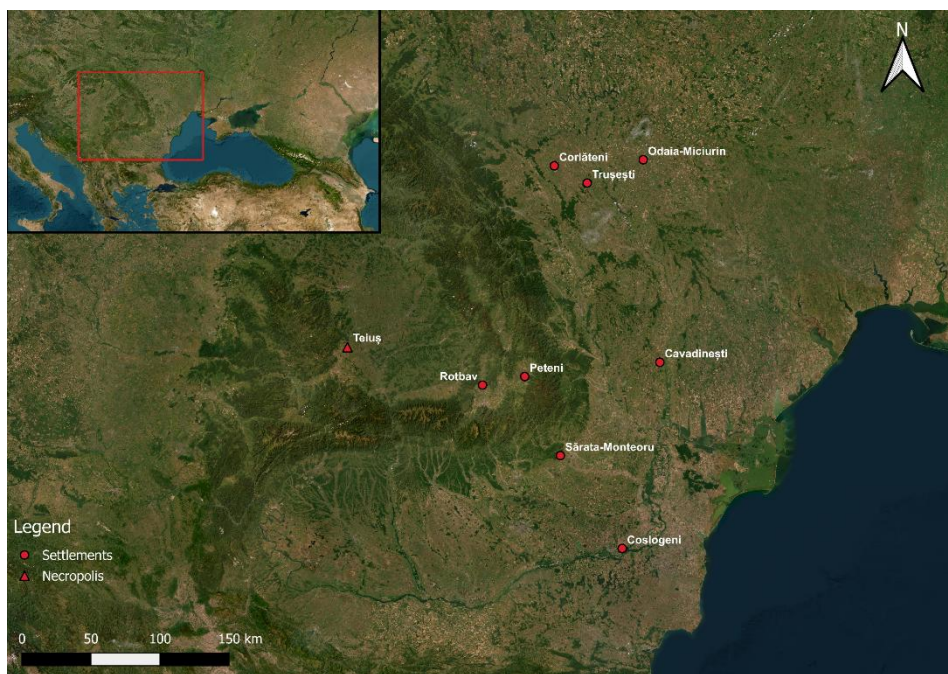 N
Corlăteni
Odaia-Miciurin
Trușești
Teiuș
Cavadinești
Peteni
Rotbav
Sărata-Monteoru
Coslogeni
Legend
Settlements
Necropolis
0 50 100 150 km